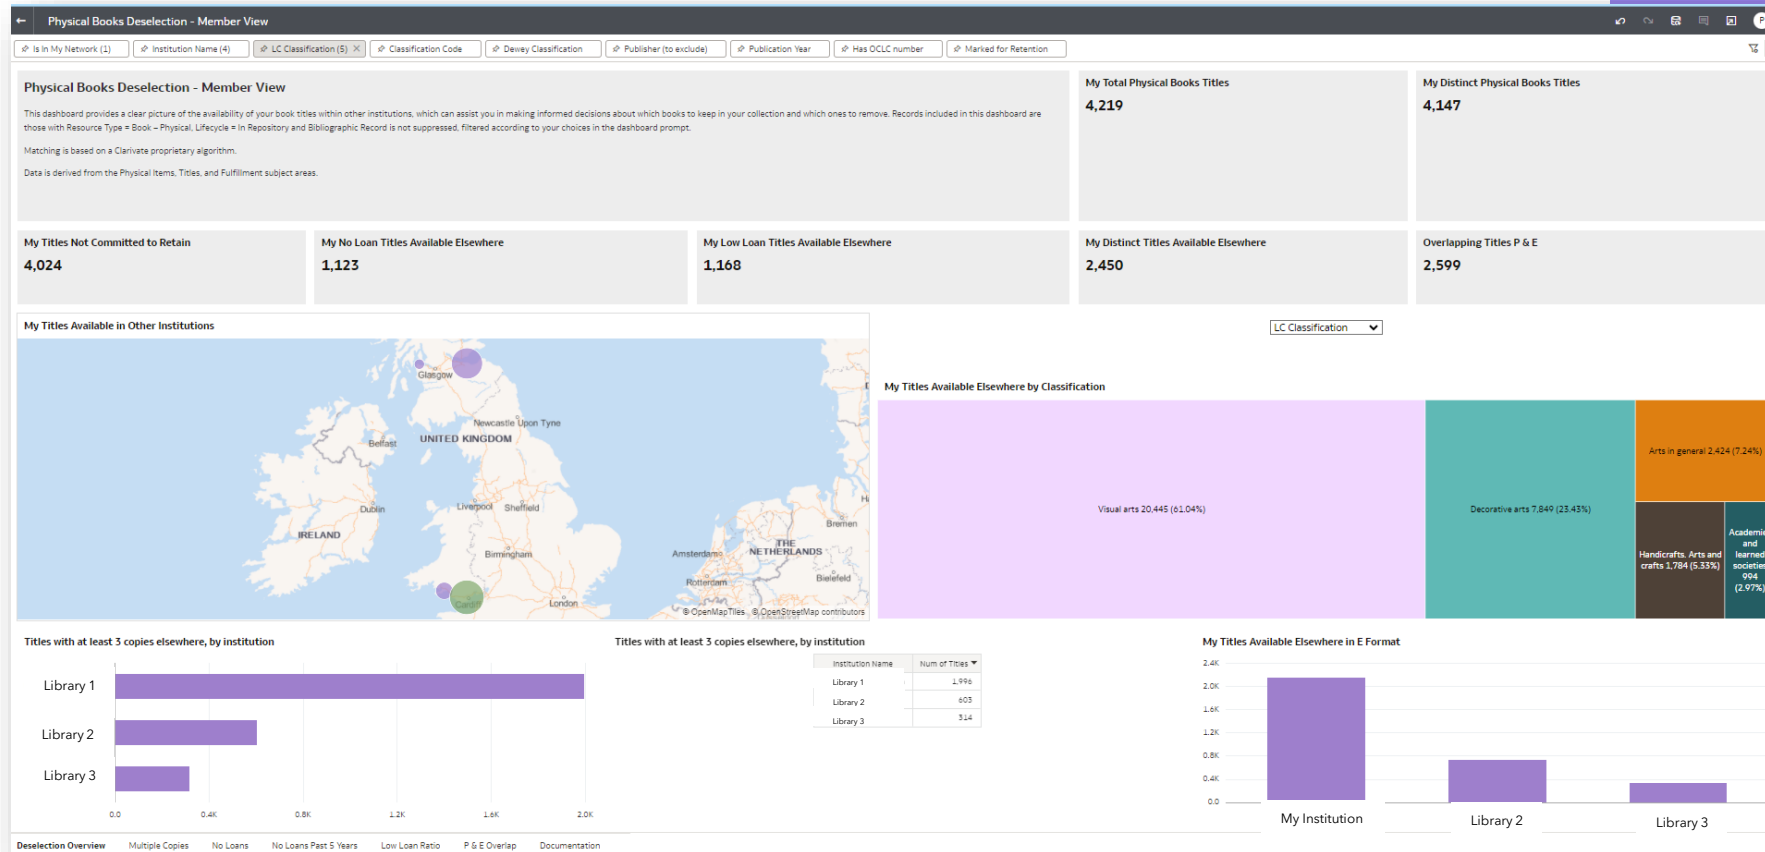 Physical Books Deselection - Member View
P
Is In My Network (1)
Institution Name (4)
LC Classification (5)
Classification Code
Dewey Classification
Publisher (to exclude)
Publication Year
Has OCLC number
Marked for Retention
Physical Books Deselection - Member View
This dashboard provides a clear picture of the availability of your book titles within other institutions, which can assist you in making informed decisions about which books to keep in your collection and which ones to remove. Records included in this dashboard are
those with Resource Type = Book – Physical, Lifecycle = In Repository and Bibliographic Record is not suppressed, filtered according to your choices in the dashboard prompt.
Matching is based on a Clarivate proprietary algorithm.
Data is derived from the Physical Items, Titles, and Fulfillment subject areas.
My Total Physical Books Titles
4,219
My Distinct Physical Books Titles
4,147
My Titles Not Committed to Retain
4,024
My No Loan Titles Available Elsewhere
1,123
My Low Loan Titles Available Elsewhere
1,168
My Distinct Titles Available Elsewhere
2,450
Overlapping Titles P & E
2,599
My Titles Available in Other Institutions
Glasgow
Newcastle Upon Tyne
UNITED KINGDOM
Belfast
Dublin
Liverpool
Sheffield
IRELAND
Birmingham
Cardiff
London
Amsterdam
THE
NETHERLANDS
Rotterdam
Bremen
Bielefeld
Ha
© OpenMapTiles © OpenStreetMap contributors
LC Classification
My Titles Available Elsewhere by Classification
Visual arts 20,445 (61.04%)
Decorative arts 7,849 (23.43%)
Arts in general 2,424 (7.24%)
Handicrafts. Arts and
crafts 1,784 (5.33%)
Academie
and
learned
societies
994
(2.97%)
Titles with at least 3 copies elsewhere, by institution
Library 1
Library 2
Library 3
0.0
0.4K
0.8K
1.2K
1.6K
2.0K
Titles with at least 3 copies elsewhere, by institution
Institution Name
Num of Titles
Library 1
1,996
Library 2
603
Library 3
314
My Titles Available Elsewhere in E Format
2.4K
2.0K
1.6K
1.2K
0.8K
0.4K
0.0
My Institution
Library 2
Library 3
Deselection Overview
Multiple Copies
No Loans
No Loans Past 5 Years
Low Loan Ratio
P & E Overlap
Documentation